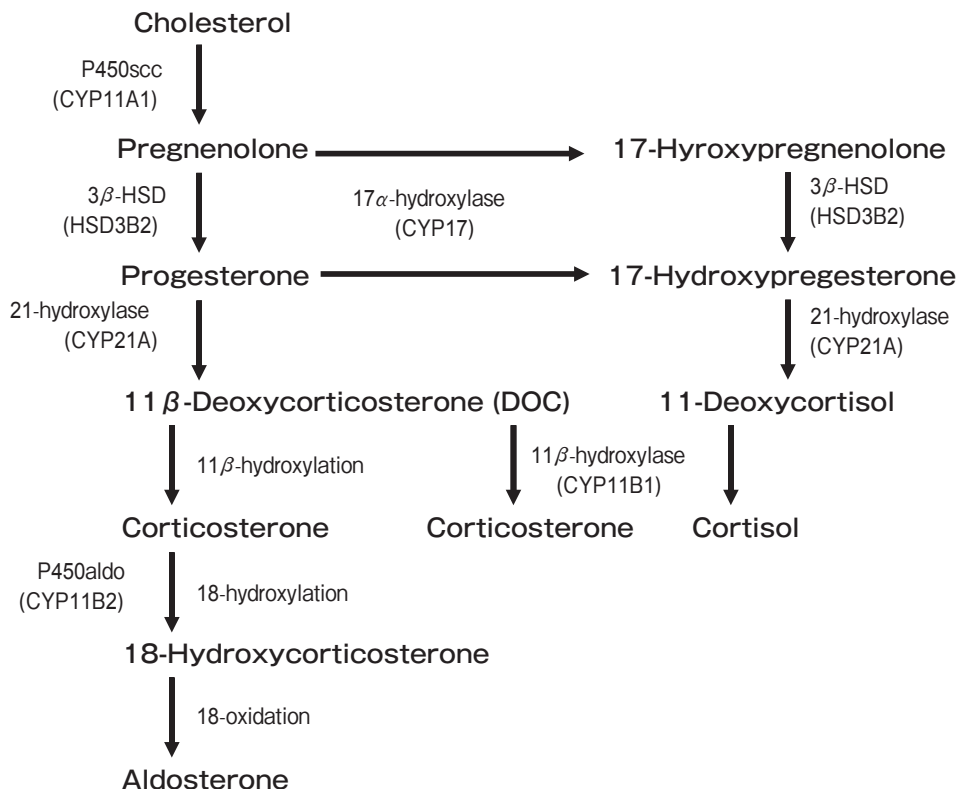 Cholesterol
P450scc
(CYP11A1)
Pregnenolone
17-Hyroxypregnenolone
3β-HSD
(HSD3B2)
17α-hydroxylase
(CYP17)
3β-HSD
(HSD3B2)
Progesterone
17-Hydroxypregesterone
21-hydroxylase
(CYP21A)
21-hydroxylase
(CYP21A)
11β-Deoxycorticosterone (DOC)
11-Deoxycortisol
11β-hydroxylation
11β-hydroxylase
(CYP11B1)
Corticosterone
Corticosterone
Cortisol
P450aldo
(CYP11B2)
18-hydroxylation
18-Hydroxycorticosterone
18-oxidation
Aldosterone